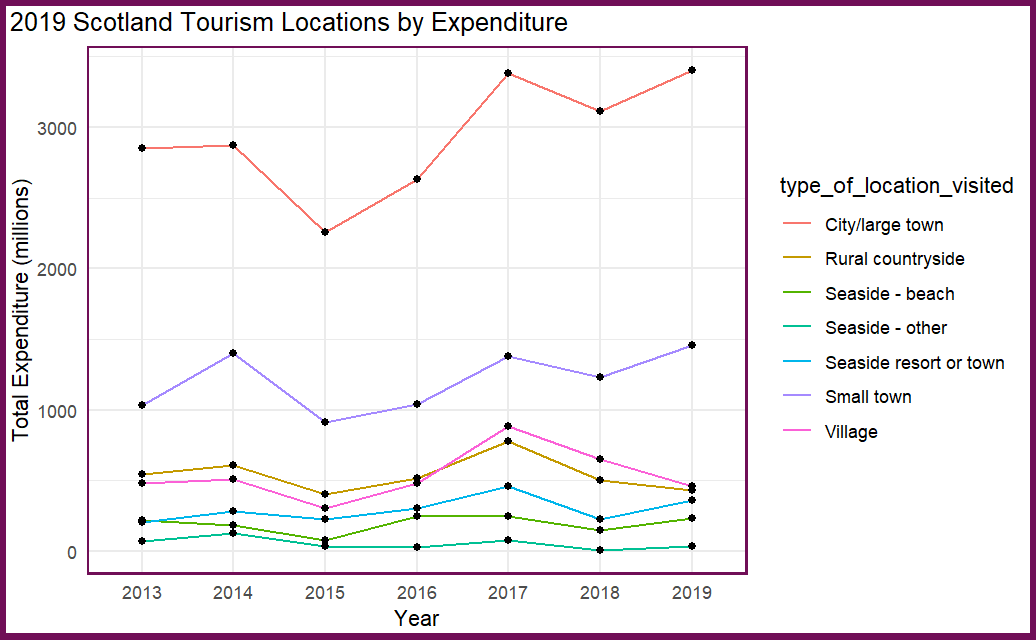 2019 Scotland Tourism Locations by Expenditure
Total Expenditure (millions)
3000
2000
1000
0
2013 2014 2015 2016 2017 2018 2019
Year
type_of_location_visited
City/large town
Rural countryside
Seaside - beach
Seaside - other
Seaside resort or town
Small town
Village